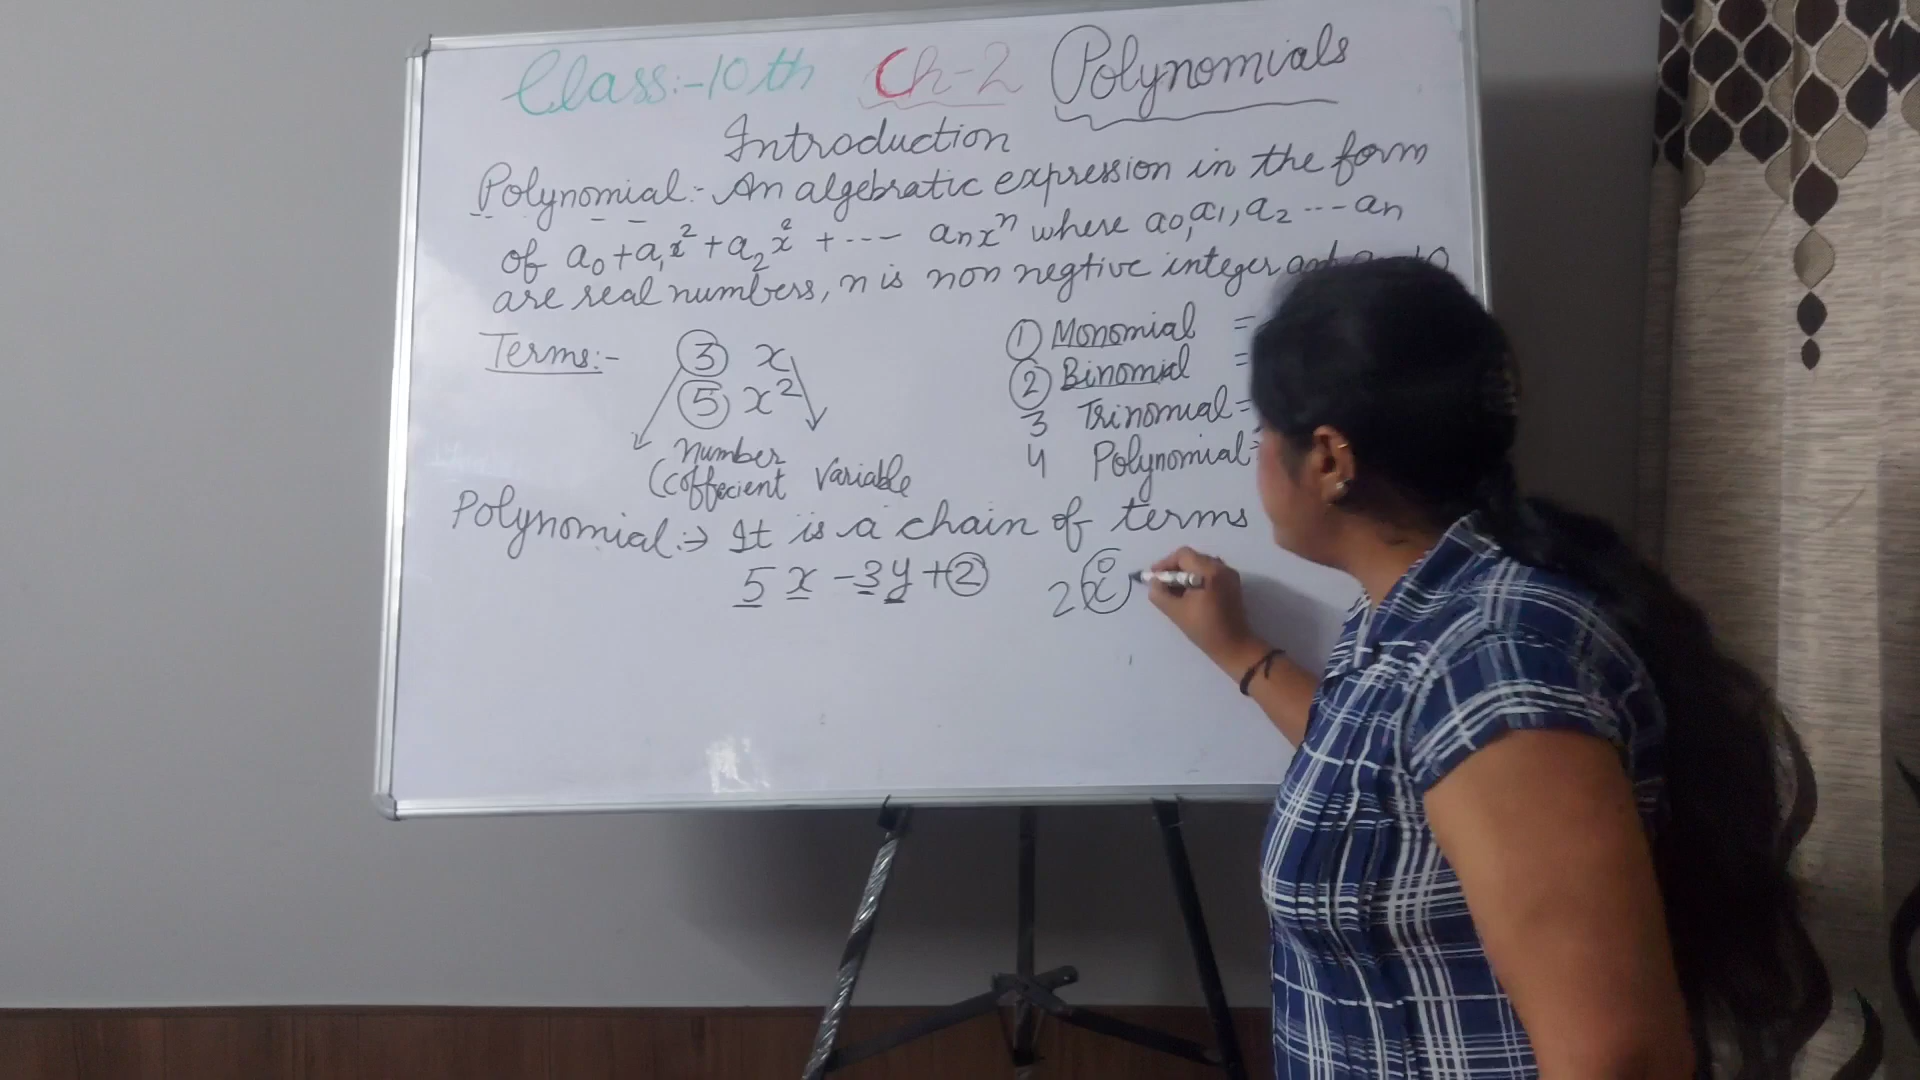 Class:-10th Ch-2 Polynomials
Introduction
Polynomial:- An algebratic expression in the form
of a₀+a₁x²+a₂x² +--- aₙxⁿ where a₀,a₁,a₂ --- aₙ
are real numbers, n is non negtive integer and
Terms:- 3 x
5 x²
Number
(Coffecient Variable
1 Monomial =
2 Binomial =
3 Trinomial =
4 Polynomial =
Polynomial:→ It is a chain of terms
5x -3y +2 2x⁰